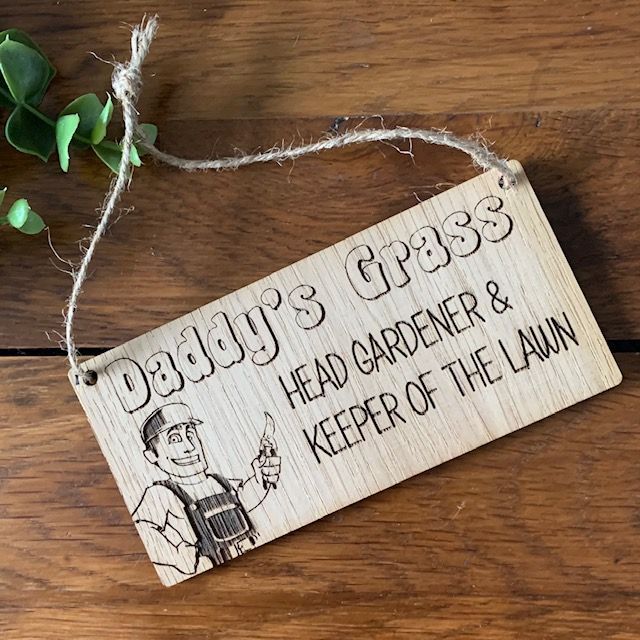 Daddy's Grass
HEAD GARDENER &
KEEPER OF THE LAWN